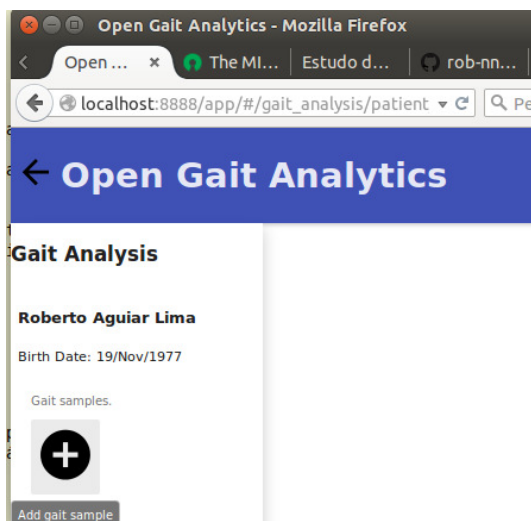 Open Gait Analytics - Mozilla Firefox
Open ... × The MI... Estudo d... rob-nn...
localhost:8888/app/#/gait_analysis/patient Pe
Open Gait Analytics
Gait Analysis
Roberto Aguiar Lima
Birth Date: 19/Nov/1977
Gait samples.
Add gait sample